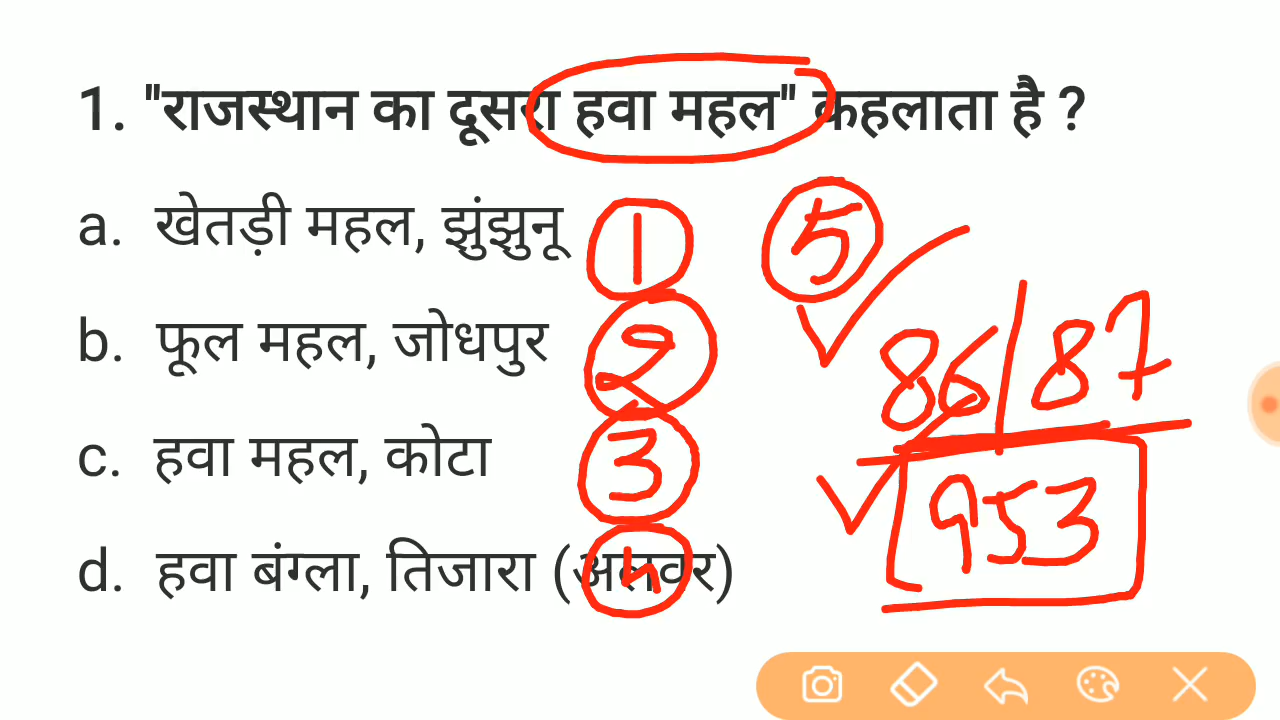 1. "राजस्थान का दूसरा हवा महल" कहलाता है ?
a. खेतड़ी महल, झुंझुनू 1 5
b. फूल महल, जोधपुर 2 86/87
c. हवा महल, कोटा 3 953
d. हवा बंग्ला, तिजारा (अलवर) 4